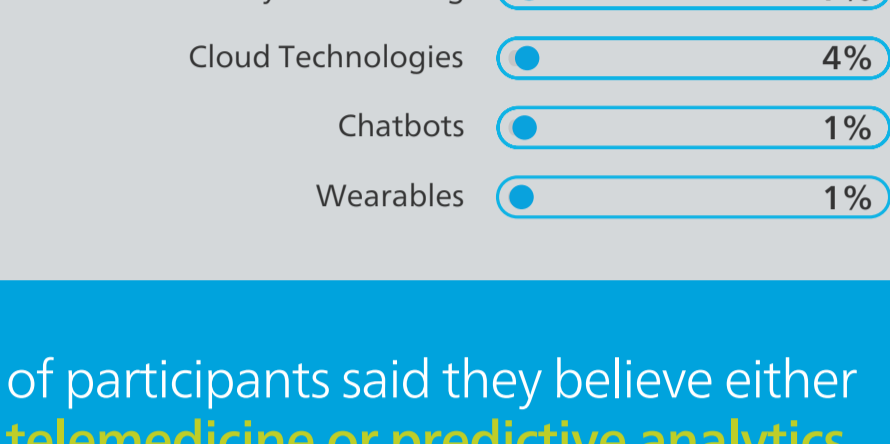 Cloud Technologies 4%
Chatbots 1%
Wearables 1%
of participants said they believe either
telemedicine or predictive analytics